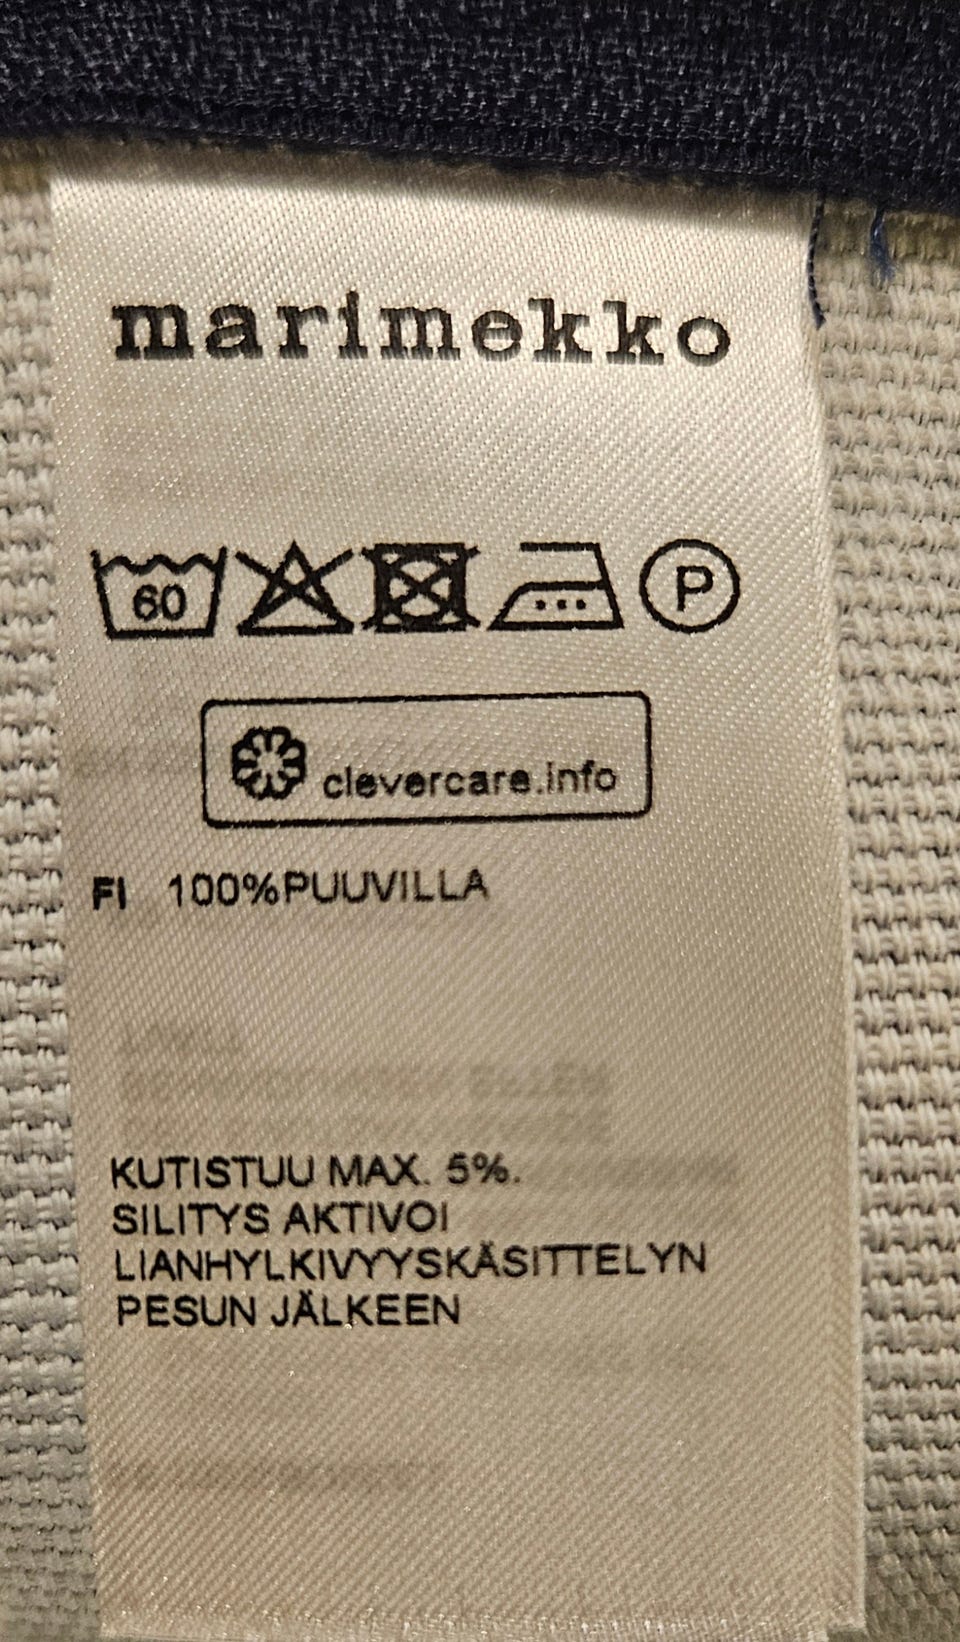 marimekko
60 P
clevercare.info
FI 100%PUUVILLA
KUTISTUU MAX. 5%.
SILITYS AKTIVOI
LIANHYLKIVYYSKÄSITTELYN
PESUN JÄLKEEN